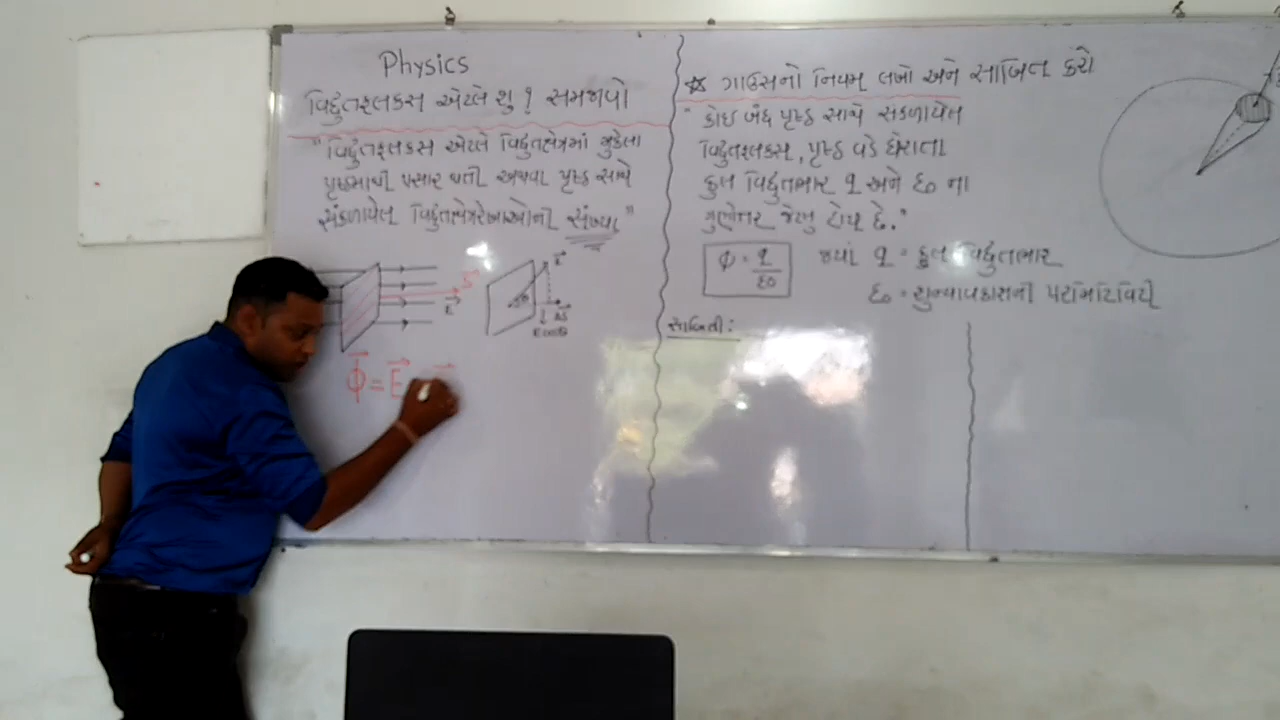 Physics
વિદ્યુતફ્લક્સ એટલે શુ ? સમજાવો
"વિદ્યુતફ્લક્સ એટલે વિદ્યુતક્ષેત્રમાં મુકેલા
પૃષ્ઠમાથી પસાર થતી અથવા પૃષ્ઠ સાથે
સંકળાયેલ વિદ્યુતક્ષેત્રરેખાઓની સંખ્યા"
S
E
E
ΔS
E cosθ
Φ = E
☆ ગાઉસનો નિયમ લખો અને સાબિત કરો
"કોઇ બંધ પૃષ્ઠ સાથે સંકળાયેલ
વિદ્યુતફ્લક્સ, પૃષ્ઠ વડે ઘેરાતા
કુલ વિદ્યુતભાર q અને ε0 ના
ગુણોત્તર જેટલુ હોય છે."
Φ = q/ε0 જ્યાં q = કુલ વિદ્યુતભાર
ε0 = શુન્યાવકાશની પરમિટિવિટી
સાબિતી :